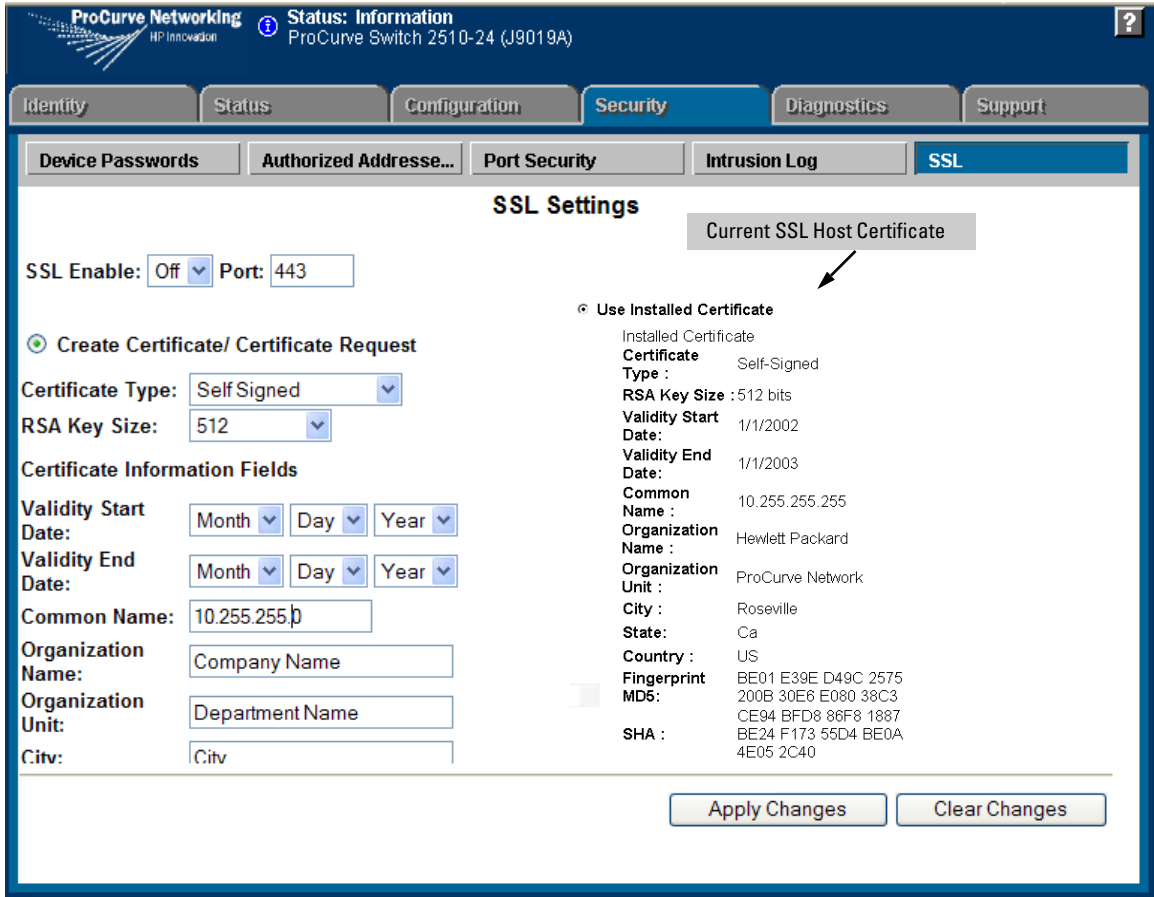 ProCurve Networking
HP Innovation
Status: Information
ProCurve Switch 2510-24 (J9019A)
?
Identity
Status
Configuration
Security
Diagnostics
Support
Device Passwords
Authorized Addresse...
Port Security
Intrusion Log
SSL
SSL Settings
Current SSL Host Certificate
SSL Enable: Off Port: 443
Create Certificate/ Certificate Request
Certificate Type: Self Signed
RSA Key Size: 512
Certificate Information Fields
Validity Start
Date: Month Day Year
Validity End
Date: Month Day Year
Common Name: 10.255.255.0
Organization
Name: Company Name
Organization
Unit: Department Name
City: City
Use Installed Certificate
Installed Certificate
Certificate
Type : Self-Signed
RSA Key Size : 512 bits
Validity Start
Date: 1/1/2002
Validity End
Date: 1/1/2003
Common
Name : 10.255.255.255
Organization
Name : Hewlett Packard
Organization
Unit : ProCurve Network
City : Roseville
State: Ca
Country : US
Fingerprint BE01 E39E D49C 2575
MD5: 200B 30E6 E080 38C3
CE94 BFD8 86F8 1887
SHA : BE24 F173 55D4 BE0A
4E05 2C40
Apply Changes
Clear Changes